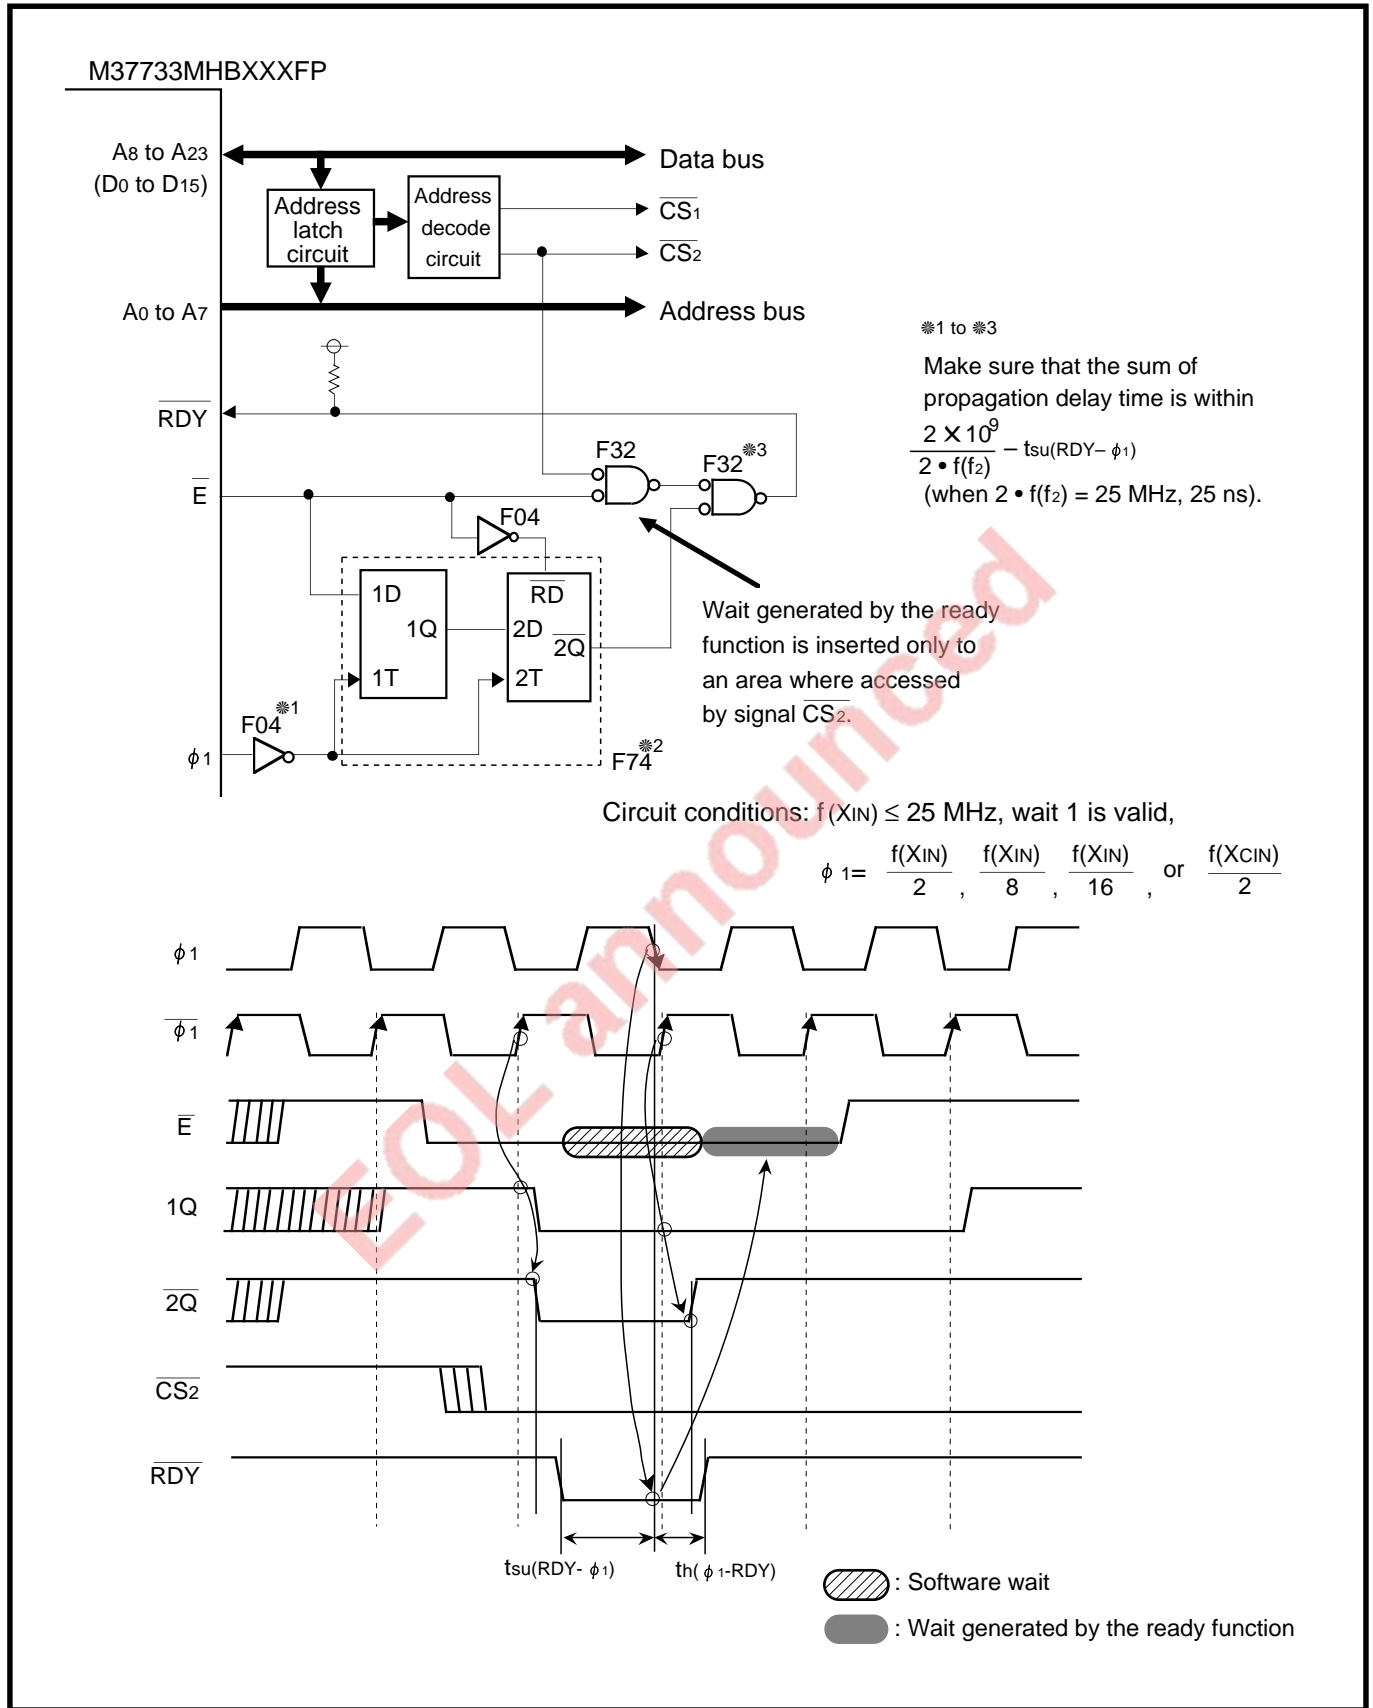 M37733MHBXXXFP
A8 to A23
(D0 to D15)
Data bus
Address
latch
circuit
Address
decode
circuit
CS1
CS2
A0 to A7
Address bus
RDY
E
F32
F32 ※3
F04
1D
1Q
1T
RD
2D
2Q
2T
F04 ※1
F74 ※2
ϕ1
※1 to ※3
Make sure that the sum of
propagation delay time is within
2 × 10⁹
2 • f(f2)
– tsu(RDY– ϕ1)
(when 2 • f(f2) = 25 MHz, 25 ns).
Wait generated by the ready
function is inserted only to
an area where accessed
by signal CS2.
Circuit conditions: f(XIN) ≤ 25 MHz, wait 1 is valid,
ϕ 1= f(XIN)/2 , f(XIN)/8 , f(XIN)/16 , or f(XCIN)/2
ϕ1
ϕ1
E
1Q
2Q
CS2
RDY
tsu(RDY- ϕ1)
th( ϕ1-RDY)
: Software wait
: Wait generated by the ready function
EOL announced